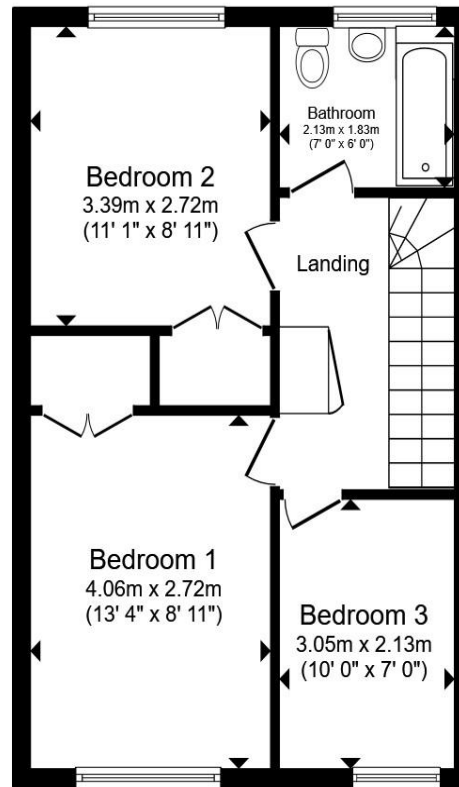 Bathroom
2.13m x 1.83m
(7' 0" x 6' 0")
Bedroom 2
3.39m x 2.72m
(11' 1" x 8' 11")
Landing
Bedroom 1
4.06m x 2.72m
(13' 4" x 8' 11")
Bedroom 3
3.05m x 2.13m
(10' 0" x 7' 0")